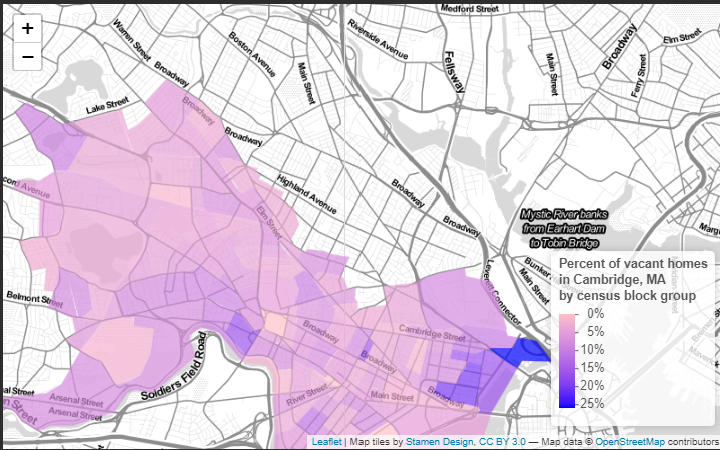 +
−
Medford Street
Warren Street
Boston Avenue
Riverside Avenue
Broadway
Elm Street
Broadway
Main Street
Fellsway
Main Street
Ferry Street
Lake Street
Broadway
Broadway
Highland Avenue
Broadway
Elm Street
Broadway
Mystic River banks
from Earhart Dam
to Tobin Bridge
Belmont Street
Leverett Connector
Main Street
Soldiers Field Road
Broadway
Cambridge Street
Broadway
River Street
Main Street
Broadway
Arsenal Street
Arsenal Street
Percent of vacant homes
in Cambridge, MA
by census block group
0%
5%
10%
15%
20%
25%
Leaflet | Map tiles by Stamen Design, CC BY 3.0 — Map data © OpenStreetMap contributors